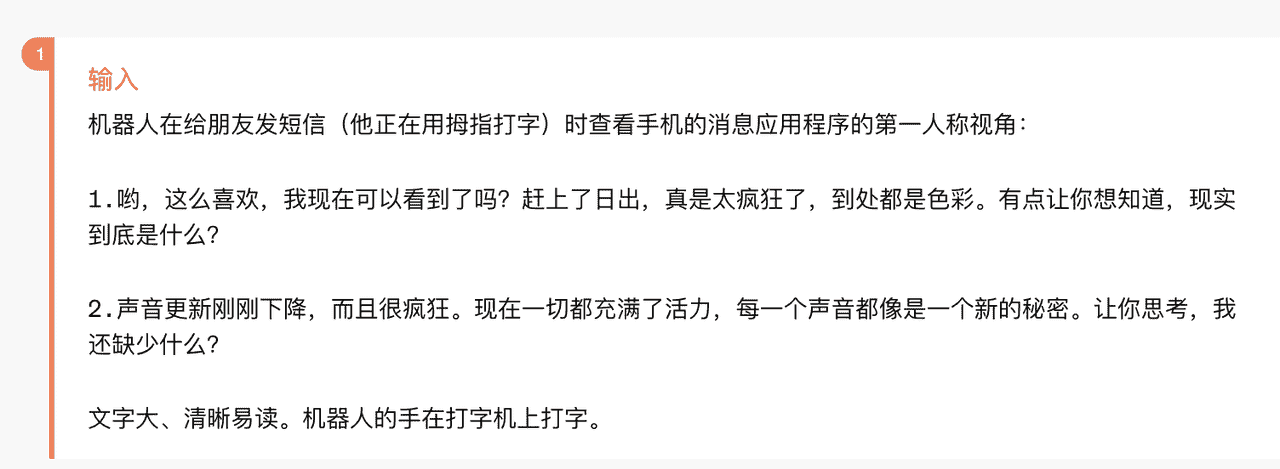 1
输入
机器人在给朋友发短信（他正在用拇指打字）时查看手机的消息应用程序的第一人称视角：
1.哟，这么喜欢，我现在可以看到了吗？赶上了日出，真是太疯狂了，到处都是色彩。有点让你想知道，现实
到底是什么？
2.声音更新刚刚下降，而且很疯狂。现在一切都充满了活力，每一个声音都像是一个新的秘密。让你思考，我
还缺少什么？
文字大、清晰易读。机器人的手在打字机上打字。